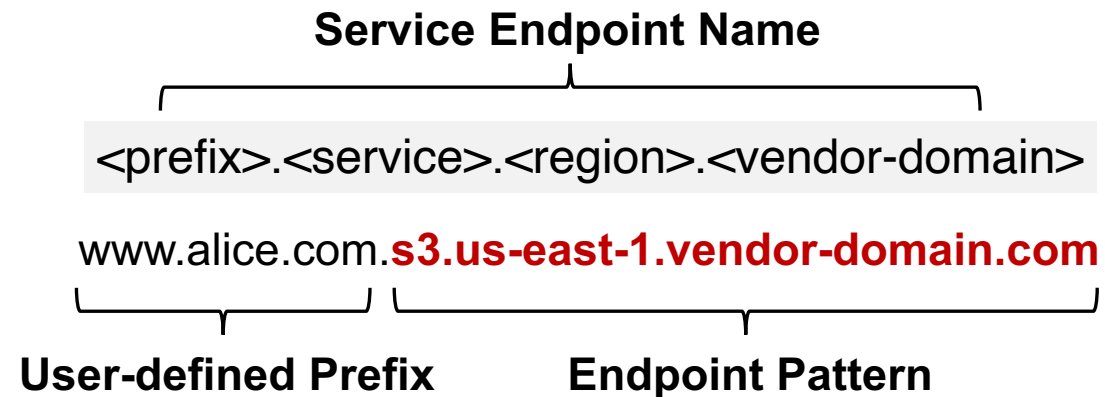 Service Endpoint Name
<prefix>.<service>.<region>.<vendor-domain>
www.alice.com.s3.us-east-1.vendor-domain.com
User-defined Prefix Endpoint Pattern